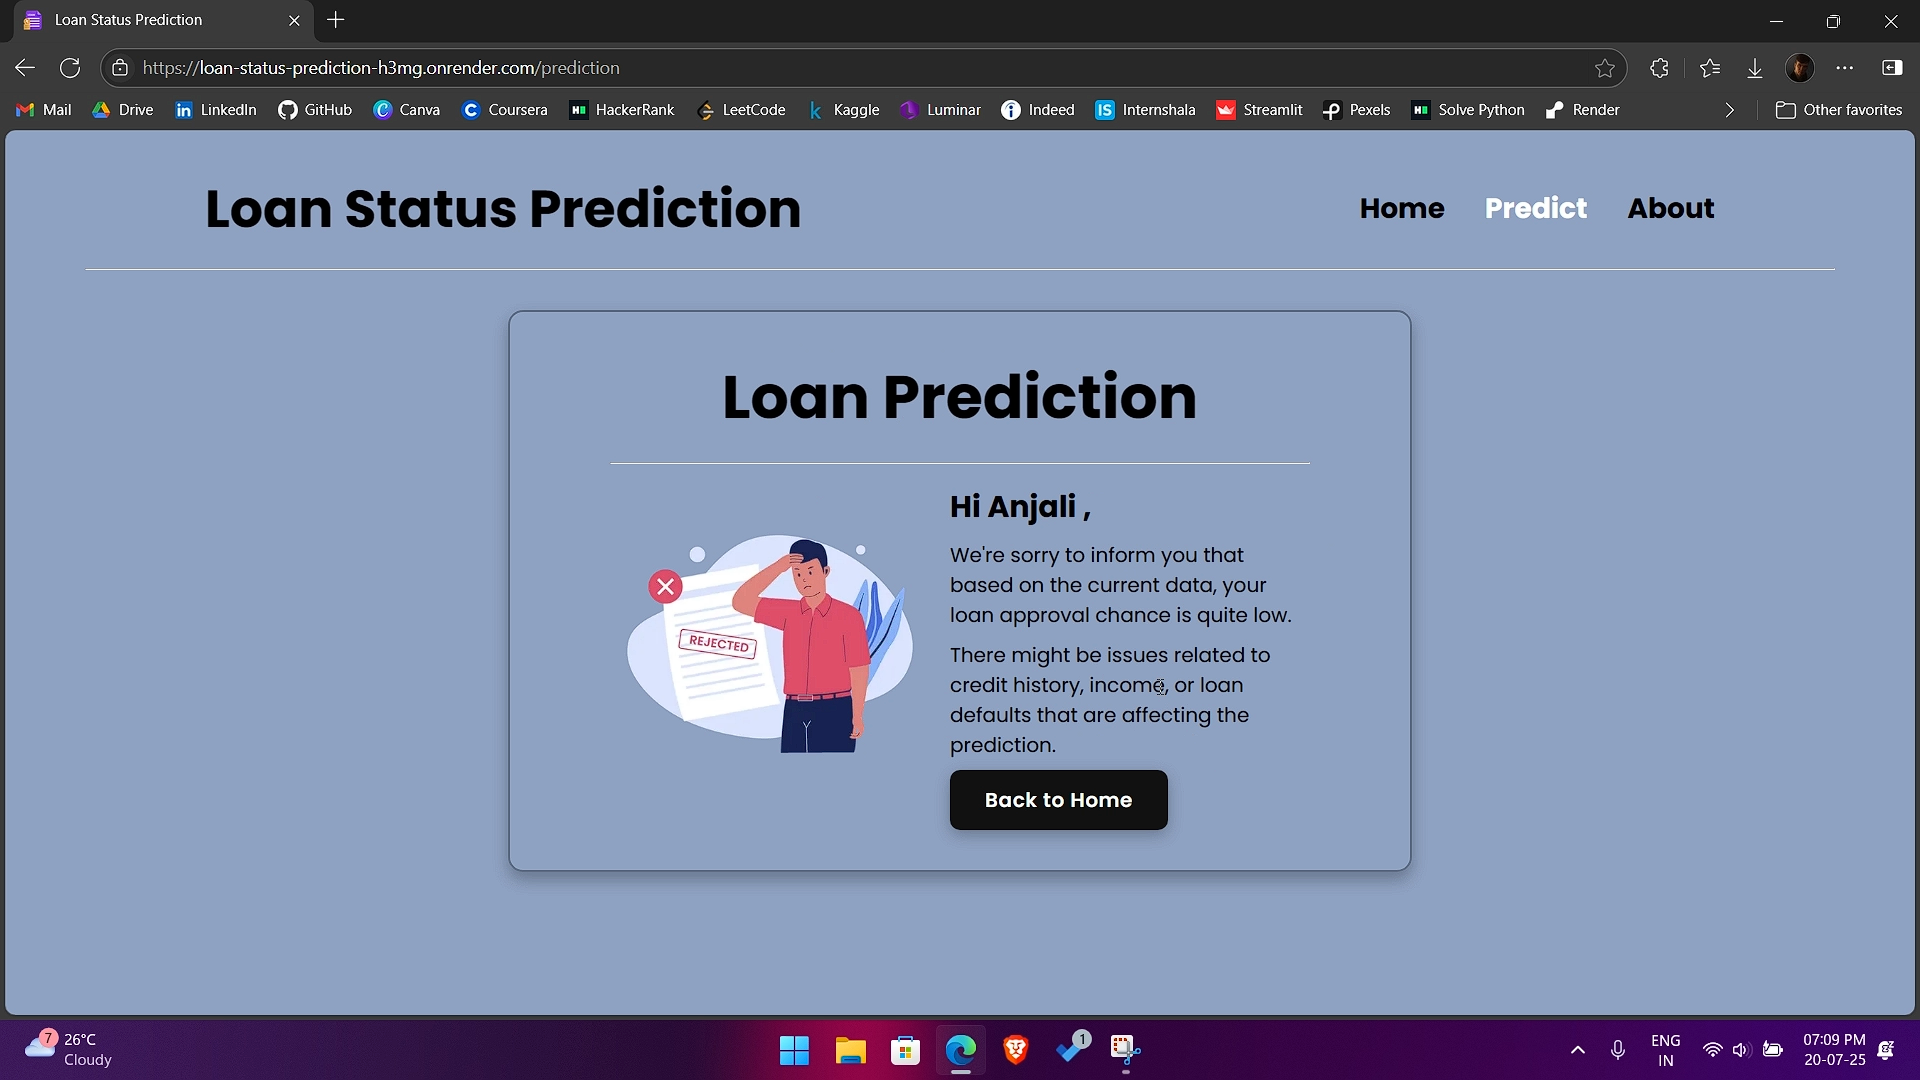 Loan Status Prediction
https://loan-status-prediction-h3mg.onrender.com/prediction
Mail Drive LinkedIn GitHub Canva Coursera HackerRank LeetCode Kaggle Luminar Indeed Internshala Streamlit Pexels Solve Python Render Other favorites
Loan Status Prediction
Home Predict About
Loan Prediction
Hi Anjali ,
We're sorry to inform you that
based on the current data, your
loan approval chance is quite low.
REJECTED
There might be issues related to
credit history, income, or loan
defaults that are affecting the
prediction.
Back to Home
7
26°C
Cloudy
1
ENG
IN
07:09 PM
20-07-25